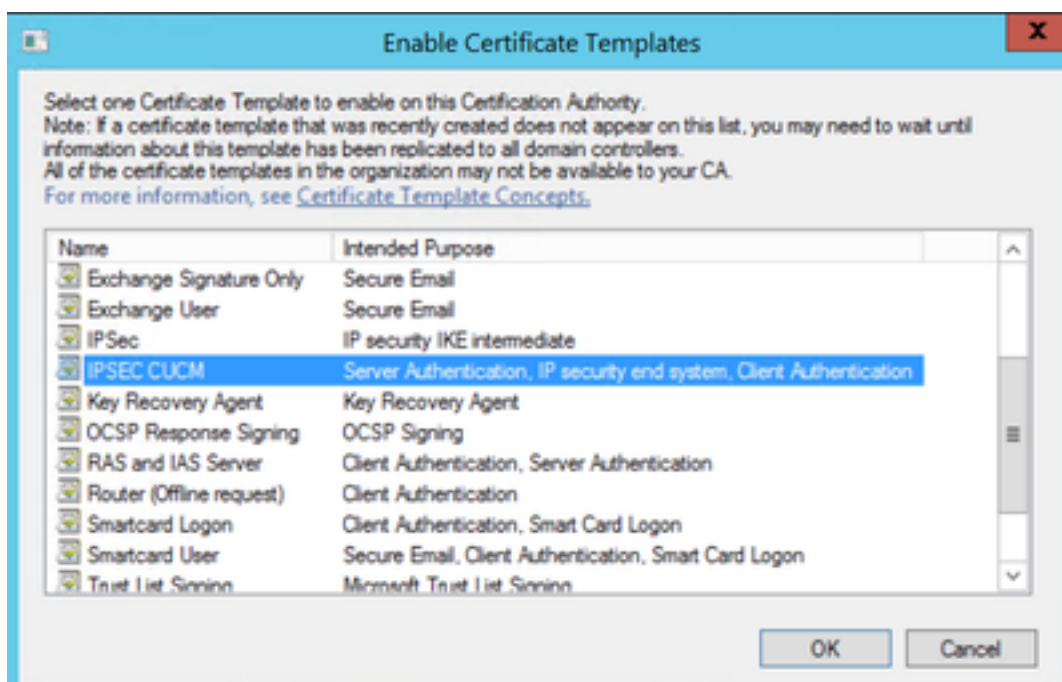 Enable Certificate Templates
x
Select one Certificate Template to enable on this Certification Authority.
Note: If a certificate template that was recently created does not appear on this list, you may need to wait until
information about this template has been replicated to all domain controllers.
All of the certificate templates in the organization may not be available to your CA.
For more information, see Certificate Template Concepts.
Name Intended Purpose
Exchange Signature Only Secure Email
Exchange User Secure Email
IPSec IP security IKE intermediate
IPSEC CUCM Server Authentication, IP security end system, Client Authentication
Key Recovery Agent Key Recovery Agent
OCSP Response Signing OCSP Signing
RAS and IAS Server Client Authentication, Server Authentication
Router (Offline request) Client Authentication
Smartcard Logon Client Authentication, Smart Card Logon
Smartcard User Secure Email, Client Authentication, Smart Card Logon
Trust List Signing Microsoft Trust List Signing
OK Cancel